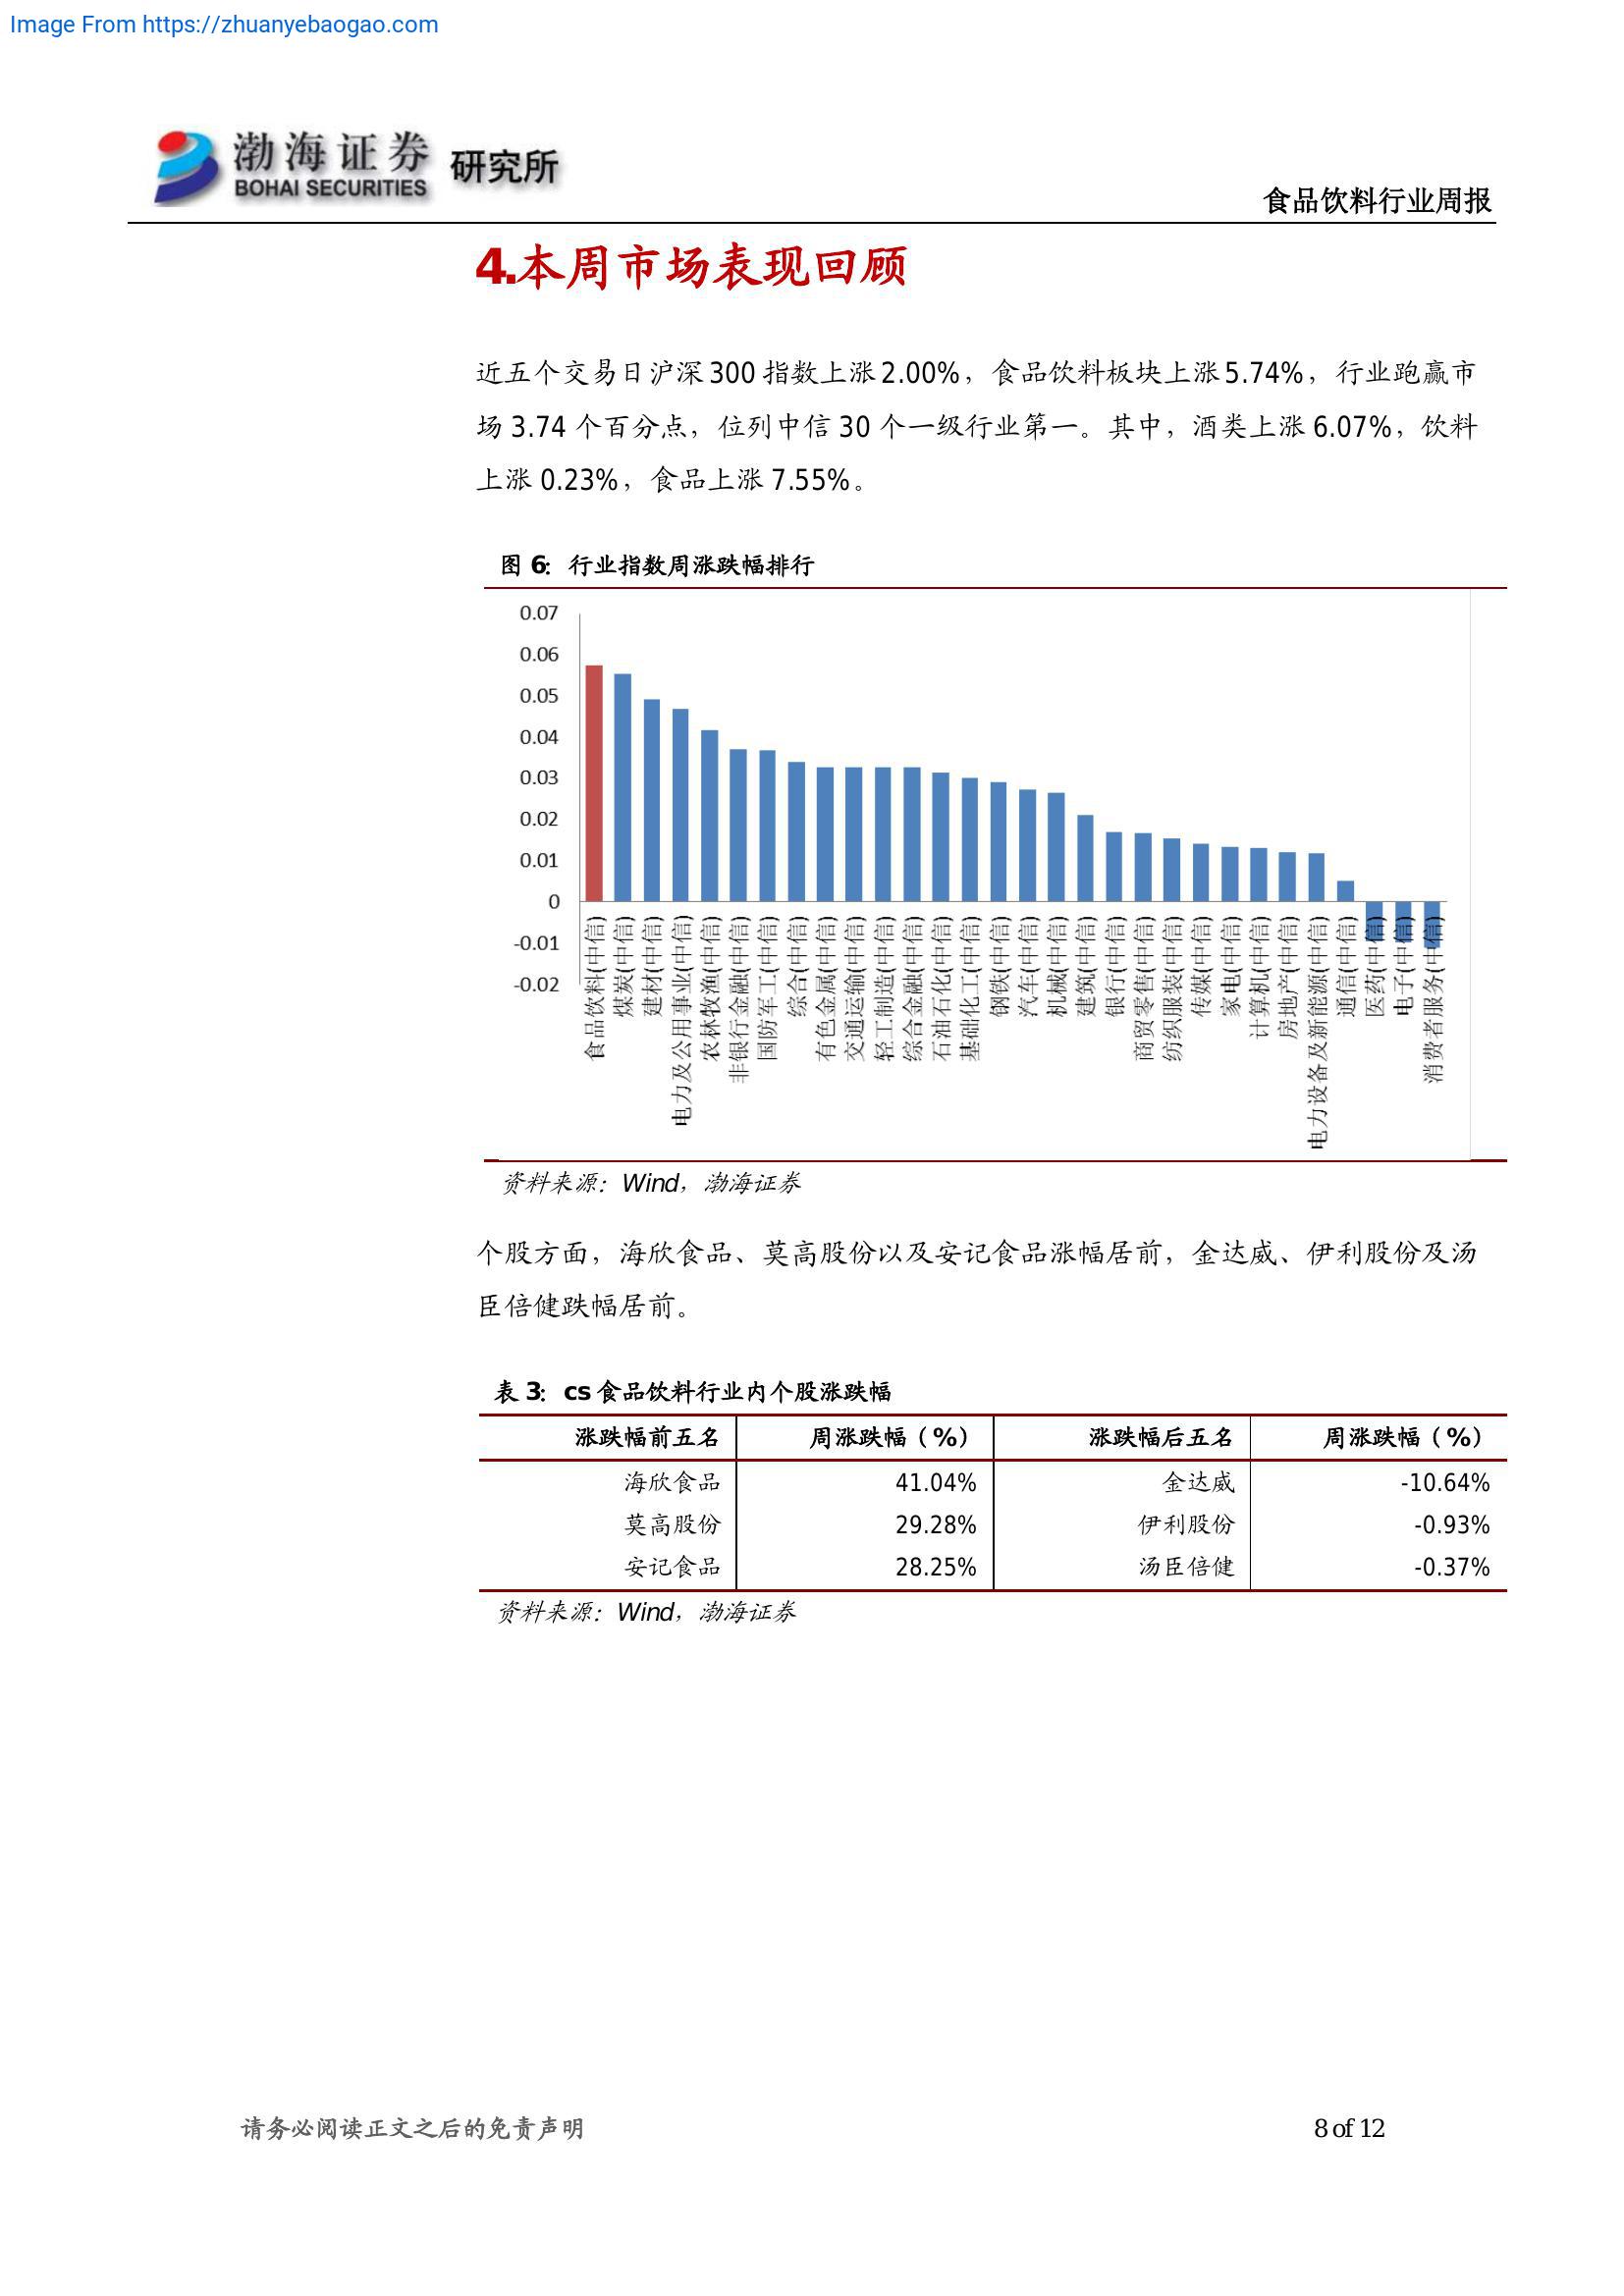 Image From https://zhuanyebaogao.com
渤海证券 研究所
BOHAI SECURITIES
食品饮料行业周报
4.本周市场表现回顾
近五个交易日沪深 300 指数上涨 2.00%，食品饮料板块上涨 5.74%，行业跑赢市
场 3.74 个百分点，位列中信 30 个一级行业第一。其中，酒类上涨 6.07%，饮料
上涨 0.23%，食品上涨 7.55%。
图 6：行业指数周涨跌幅排行
0.07
0.06
0.05
0.04
0.03
0.02
0.01
0
-0.01
-0.02
食品饮料(中信)
煤炭(中信)
建材(中信)
电力及公用事业(中信)
农林牧渔(中信)
非银行金融(中信)
国防军工(中信)
综合(中信)
有色金属(中信)
交通运输(中信)
轻工制造(中信)
综合金融(中信)
石油石化(中信)
基础化工(中信)
钢铁(中信)
汽车(中信)
机械(中信)
建筑(中信)
银行(中信)
商贸零售(中信)
纺织服装(中信)
传媒(中信)
家电(中信)
计算机(中信)
房地产(中信)
电力设备及新能源(中信)
通信(中信)
医药(中信)
电子(中信)
消费者服务(中信)
资料来源：Wind，渤海证券
个股方面，海欣食品、莫高股份以及安记食品涨幅居前，金达威、伊利股份及汤
臣倍健跌幅居前。
表 3：cs 食品饮料行业内个股涨跌幅
涨跌幅前五名 周涨跌幅（%） 涨跌幅后五名 周涨跌幅（%）
海欣食品 41.04% 金达威 -10.64%
莫高股份 29.28% 伊利股份 -0.93%
安记食品 28.25% 汤臣倍健 -0.37%
资料来源：Wind，渤海证券
请务必阅读正文之后的免责声明
8 of 12